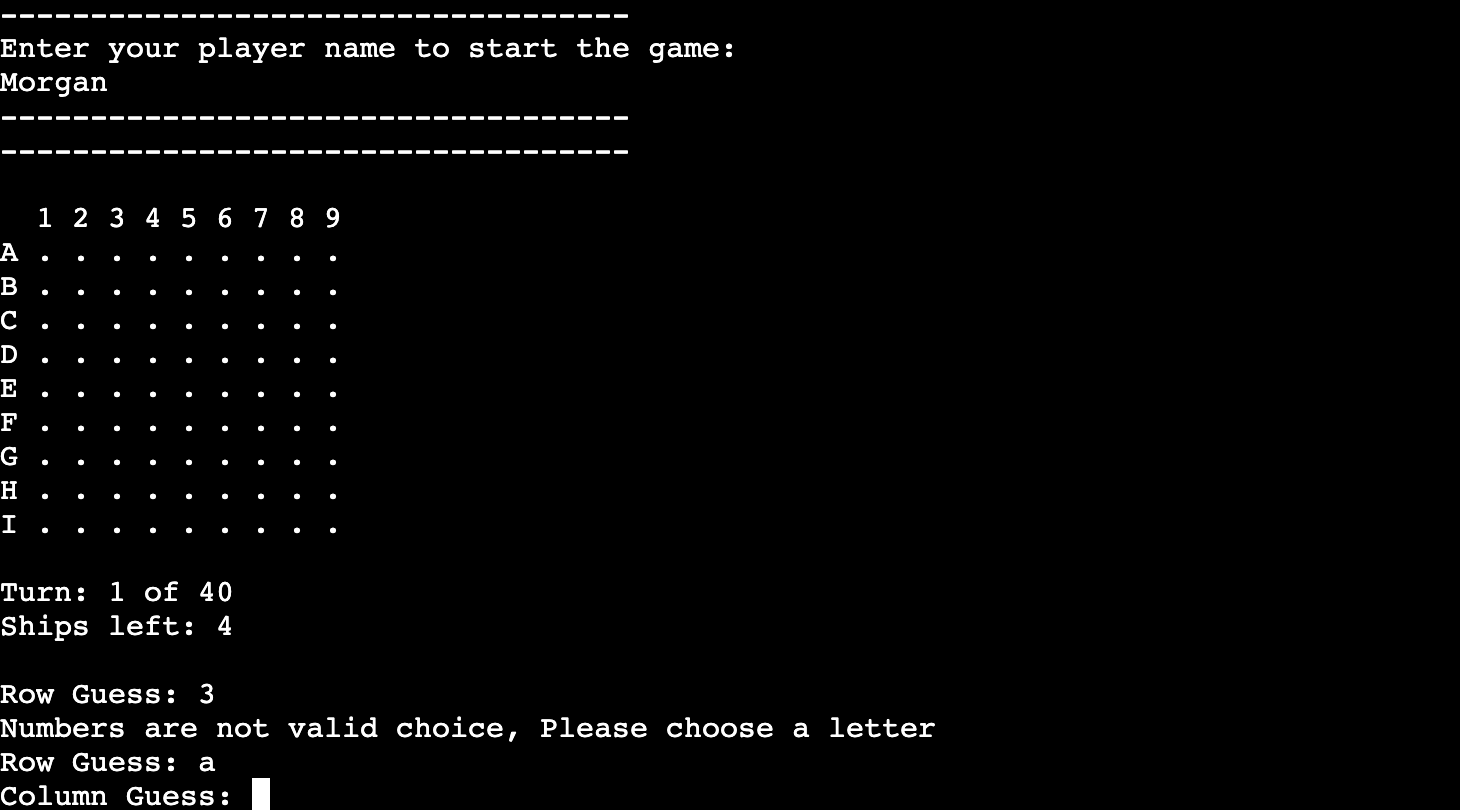 -----------------------------------
Enter your player name to start the game:
Morgan
-----------------------------------
-----------------------------------
  1 2 3 4 5 6 7 8 9
A . . . . . . . . .
B . . . . . . . . .
C . . . . . . . . .
D . . . . . . . . .
E . . . . . . . . .
F . . . . . . . . .
G . . . . . . . . .
H . . . . . . . . .
I . . . . . . . . .
Turn: 1 of 40
Ships left: 4
Row Guess: 3
Numbers are not valid choice, Please choose a letter
Row Guess: a
Column Guess: